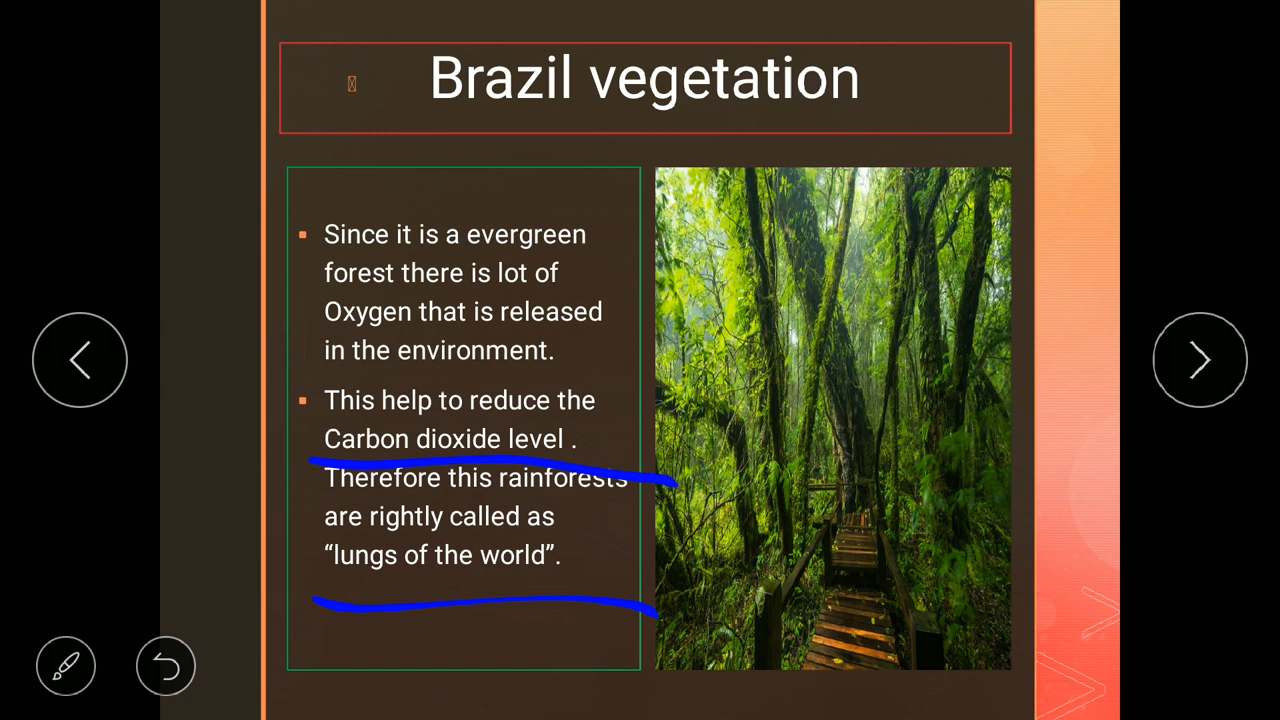 Brazil vegetation
Since it is a evergreen
forest there is lot of
Oxygen that is released
in the environment.
This help to reduce the
Carbon dioxide level .
Therefore this rainforests
are rightly called as
“lungs of the world”.